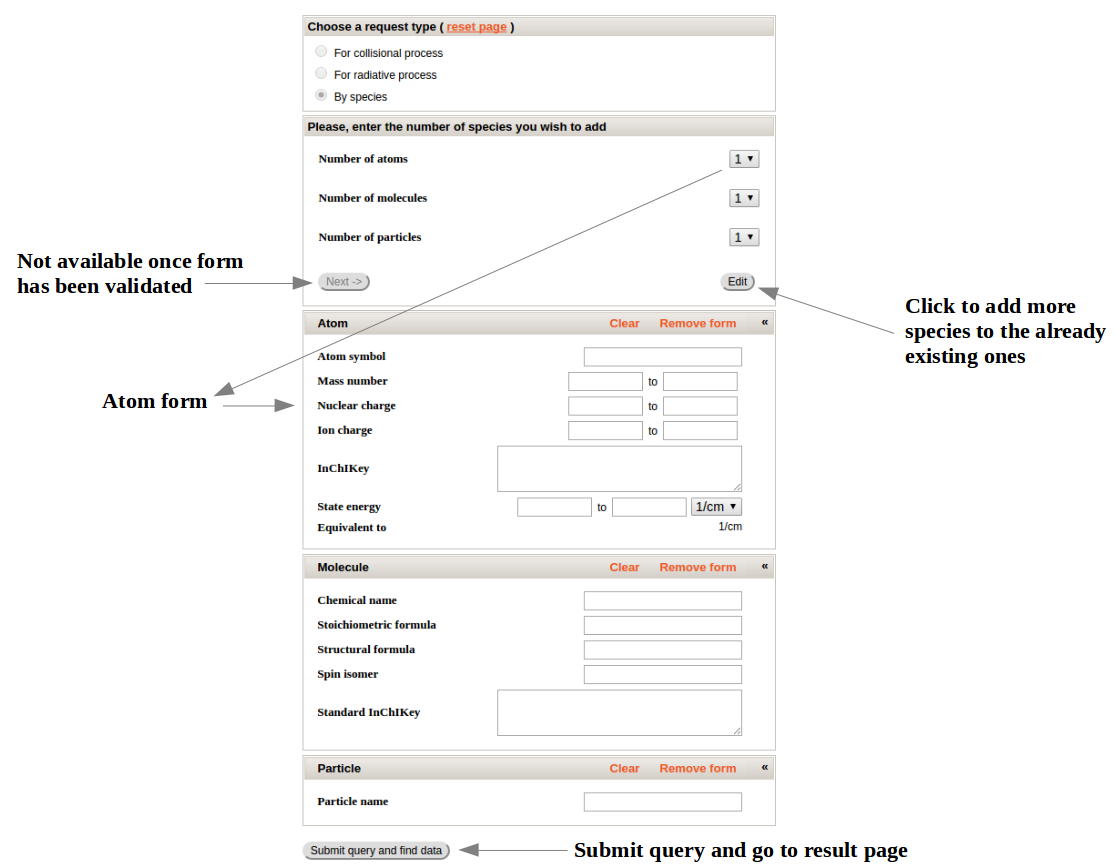 Choose a request type ( reset page )
For collisional process
For radiative process
By species
Please, enter the number of species you wish to add
Number of atoms 1
Number of molecules 1
Number of particles 1
Not available once form
has been validated
Next -> Edit
Click to add more
species to the already
existing ones
Atom Clear Remove form «
Atom symbol
Mass number to
Atom form
Nuclear charge to
Ion charge to
InChIKey
State energy to 1/cm
Equivalent to 1/cm
Molecule Clear Remove form «
Chemical name
Stoichiometric formula
Structural formula
Spin isomer
Standard InChIKey
Particle Clear Remove form «
Particle name
Submit query and find data
Submit query and go to result page